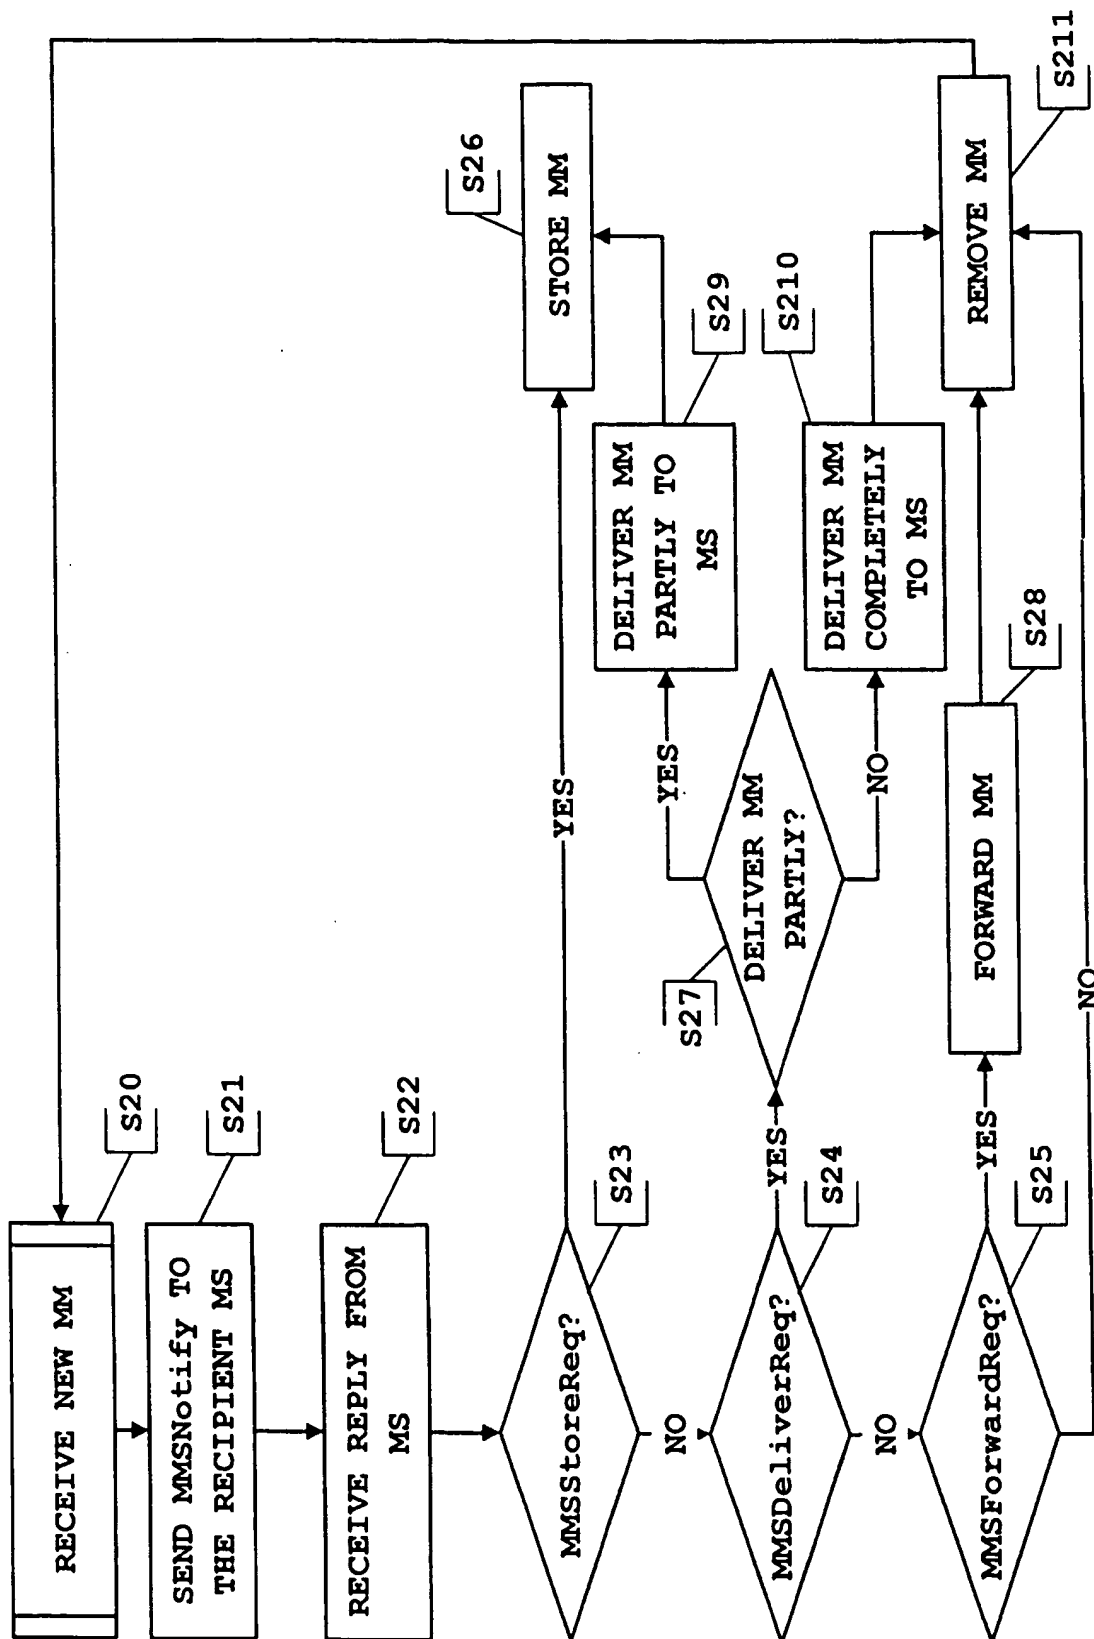 RECEIVE NEW MM
S20
SEND MMSNotify TO
THE RECIPIENT MS
S21
RECEIVE REPLY FROM
MS
S22
MMSStoreReq?
S23
YES
STORE MM
S26
NO
MMSDeliverReq?
S24
YES
DELIVER MM
PARTLY?
S27
YES
DELIVER MM
PARTLY TO
MS
S29
NO
DELIVER MM
COMPLETELY
TO MS
S210
NO
MMSForwardReq?
S25
YES
FORWARD MM
S28
REMOVE MM
S211
NO